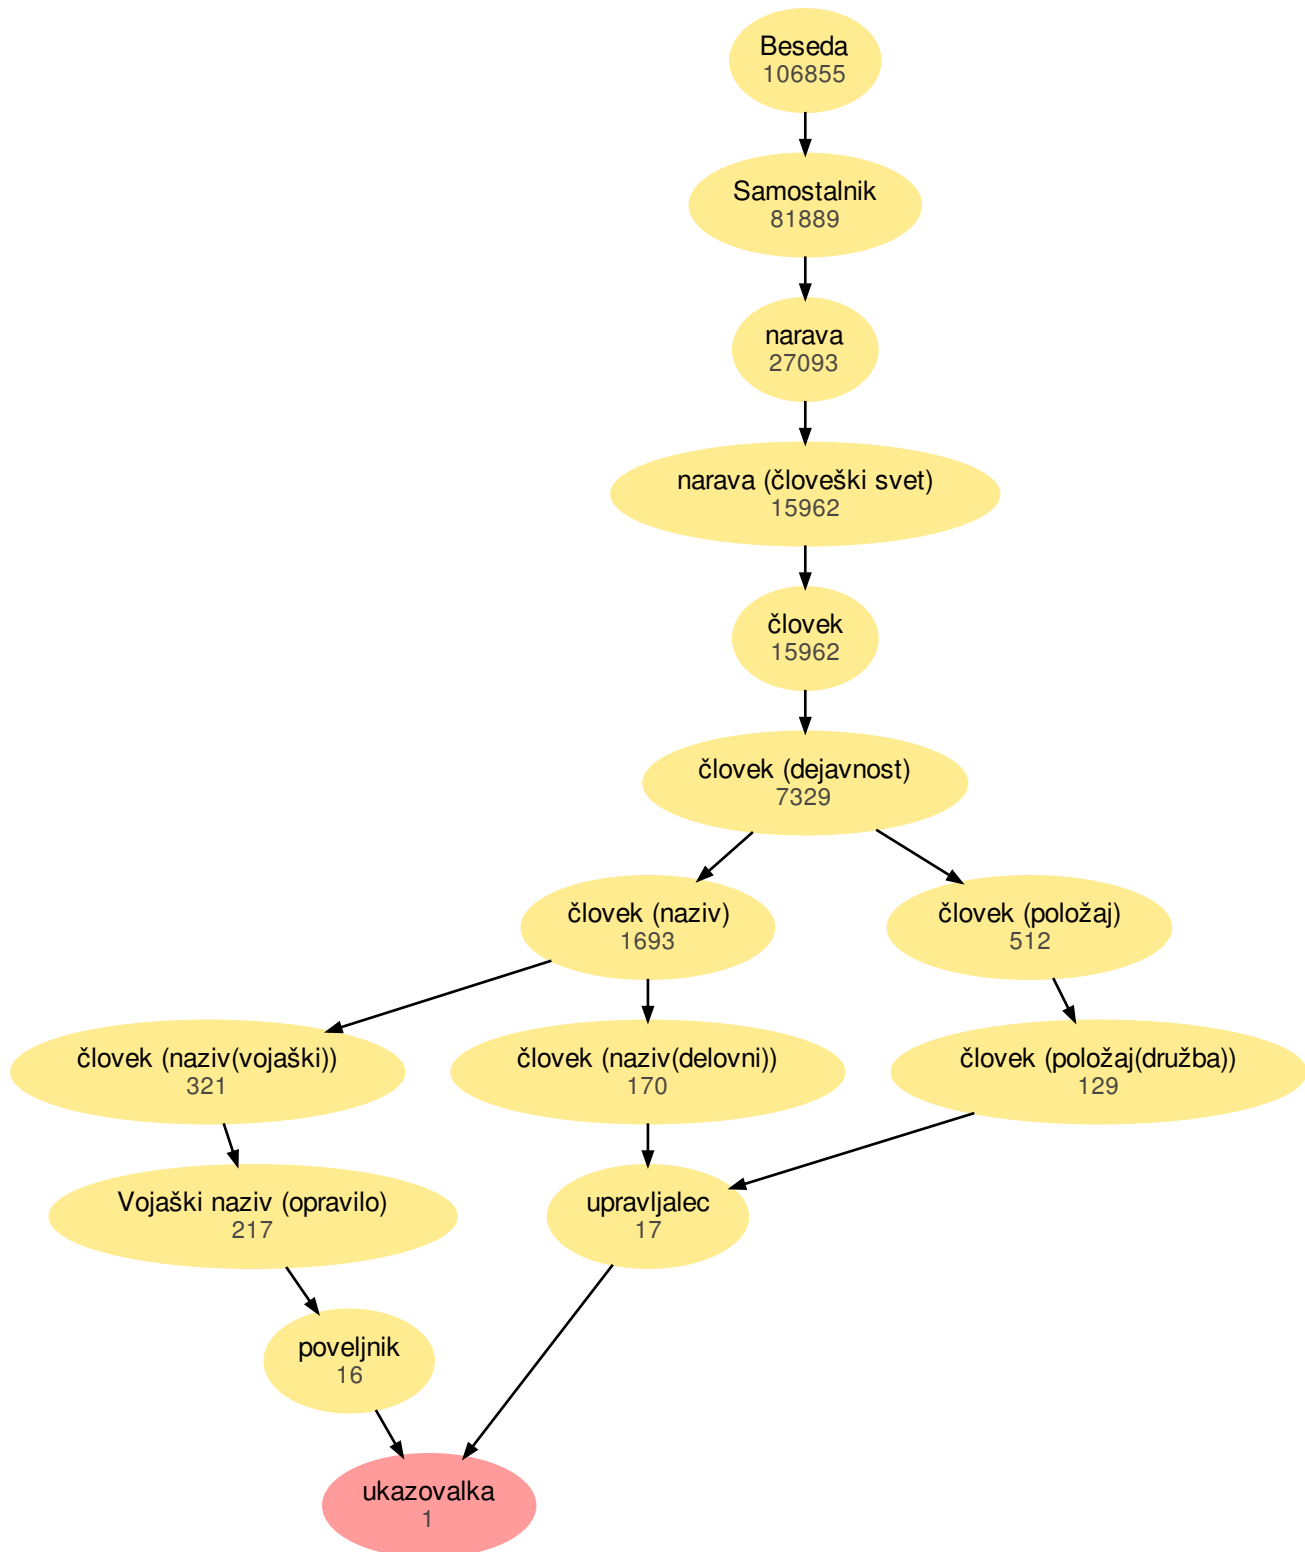 Beseda
106855
Samostalnik
81889
narava
27093
narava (človeški svet)
15962
človek
15962
človek (dejavnost)
7329
človek (naziv)
1693
človek (položaj)
512
človek (naziv(vojaški))
321
človek (naziv(delovni))
170
človek (položaj(družba))
129
Vojaški naziv (opravilo)
217
upravljalec
17
poveljnik
16
ukazovalka
1